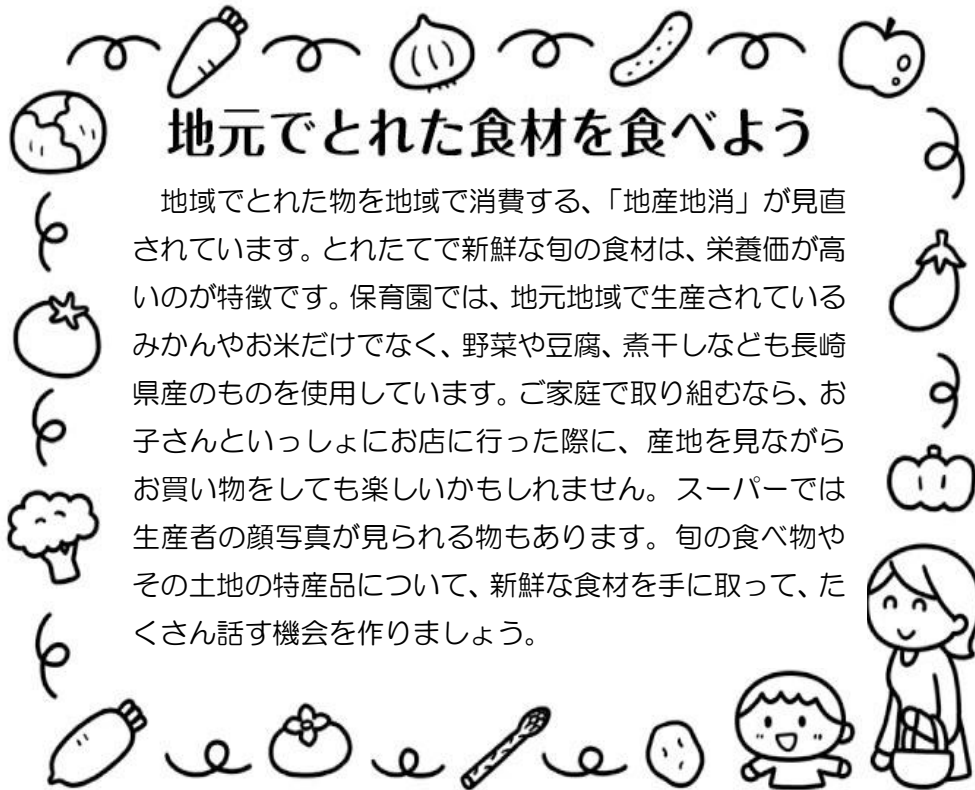 地元でとれた食材を食べよう
　地域でとれた物を地域で消費する、「地産地消」が見直
されています。とれたてで新鮮な旬の食材は、栄養価が高
いのが特徴です。保育園では、地元地域で生産されている
みかんやお米だけでなく、野菜や豆腐、煮干しなども長崎
県産のものを使用しています。ご家庭で取り組むなら、お
子さんといっしょにお店に行った際に、産地を見ながら
お買い物をしても楽しいかもしれません。スーパーでは
生産者の顔写真が見られる物もあります。旬の食べ物や
その土地の特産品について、新鮮な食材を手に取って、た
くさん話す機会を作りましょう。